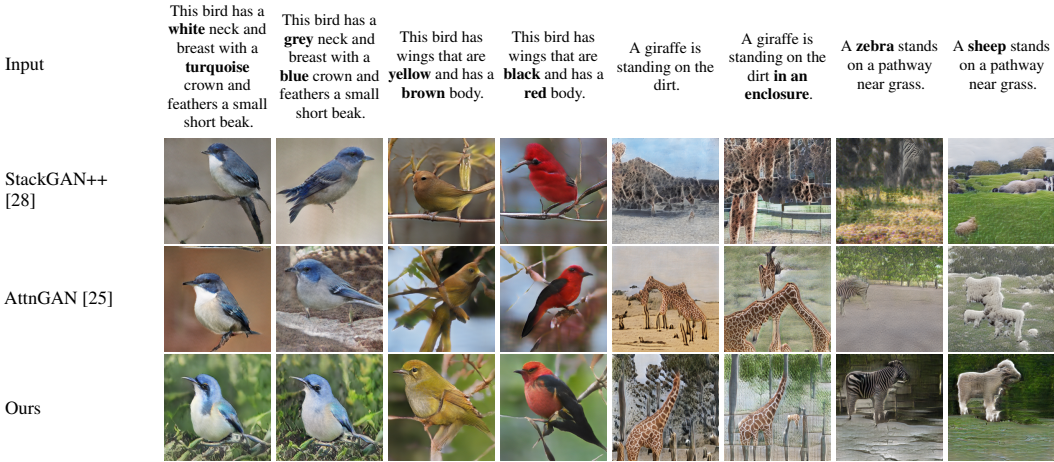 Input
This bird has a
white neck and
breast with a
turquoise
crown and
feathers a small
short beak.
This bird has a
grey neck and
breast with a
blue crown and
feathers a small
short beak.
This bird has
wings that are
yellow and has a
brown body.
This bird has
wings that are
black and has a
red body.
A giraffe is
standing on the
dirt.
A giraffe is
standing on the
dirt in an
enclosure.
A zebra stands
on a pathway
near grass.
A sheep stands
on a pathway
near grass.
StackGAN++
[28]
AttnGAN [25]
Ours